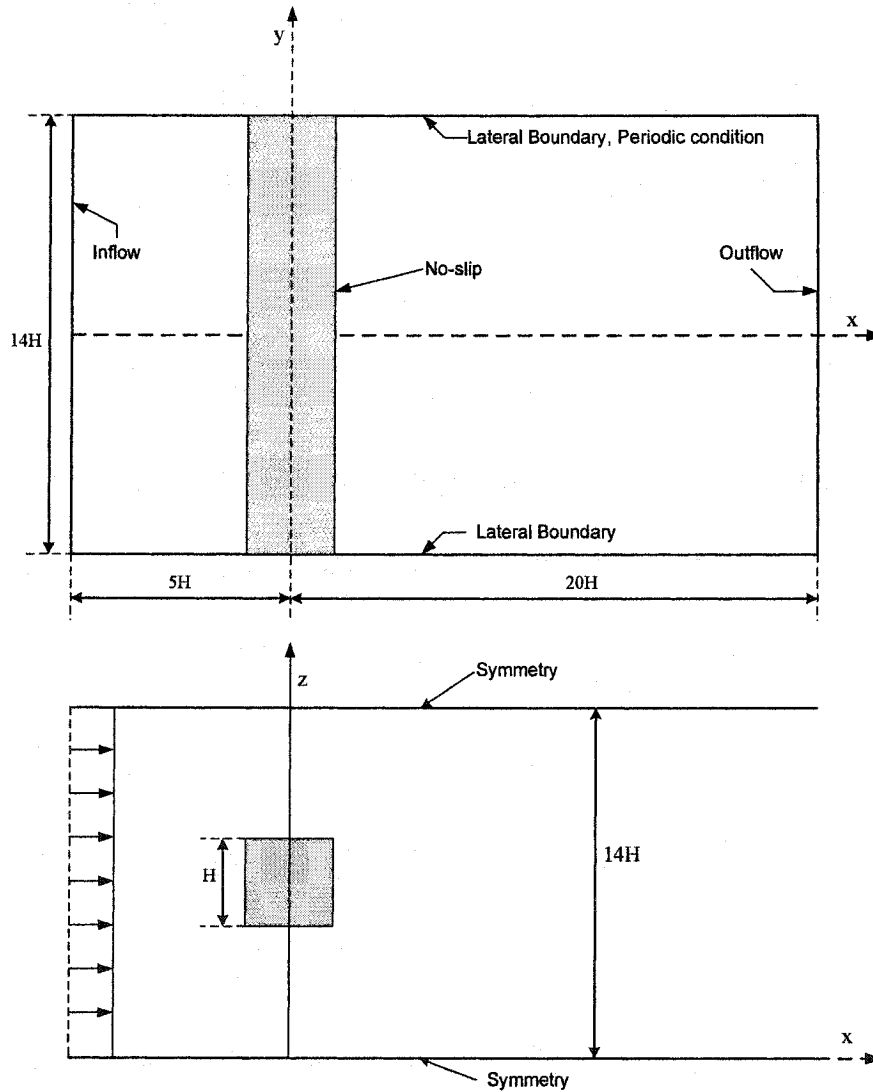 y
Lateral Boundary, Periodic condition
Inflow
No-slip
Outflow
x
14H
Lateral Boundary
5H
20H
z
Symmetry
H
14H
x
Symmetry